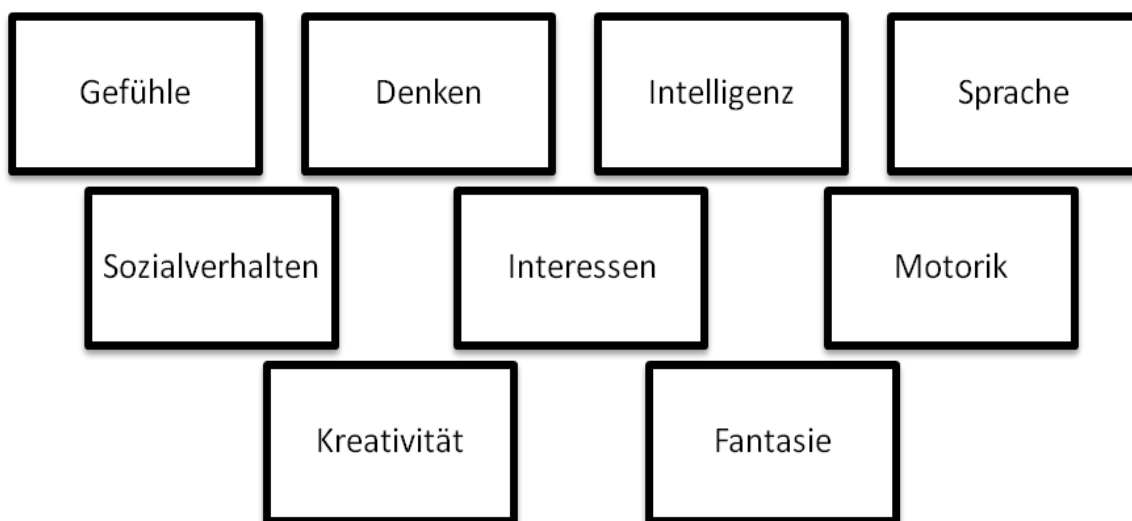 Gefühle
Denken
Intelligenz
Sprache
Sozialverhalten
Interessen
Motorik
Kreativität
Fantasie